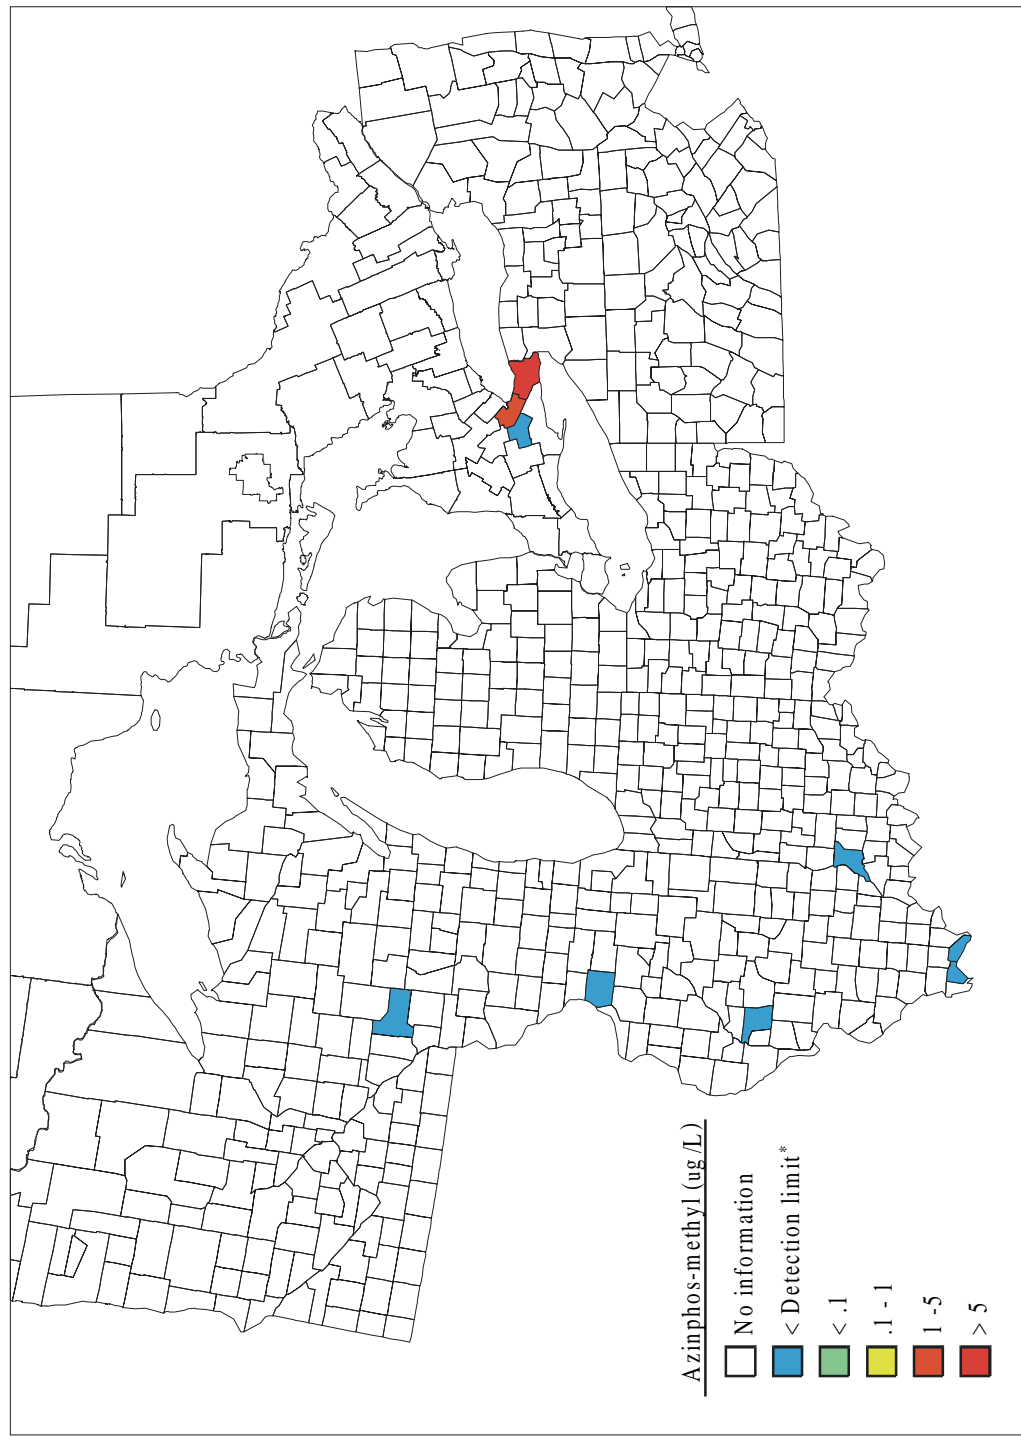 Azinphos-methyl (ug/L)
No information
< Detection limit*
< .1
.1 - 1
1 -5
> 5